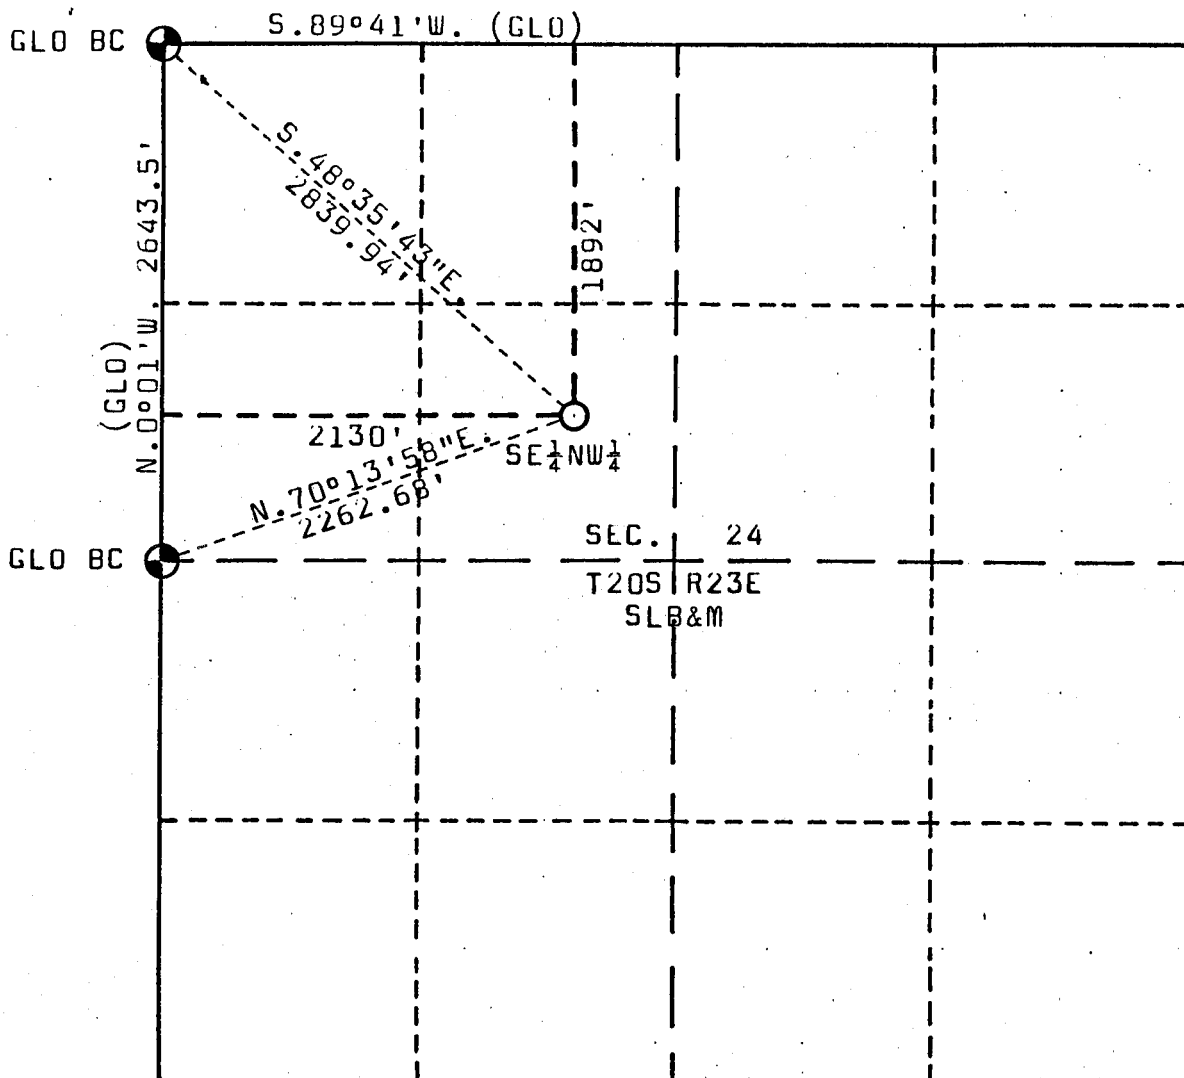 S.89°41'W. (GLO)
GLO BC
N.0°01'W. 2643.5'
(GLO)
S.48°35'43"E.
2839.94'
1892'
2130'
SE¼NW¼
N.70°13'58"E.
2262.68'
GLO BC
SEC. 24
T20S R23E
SLB&M